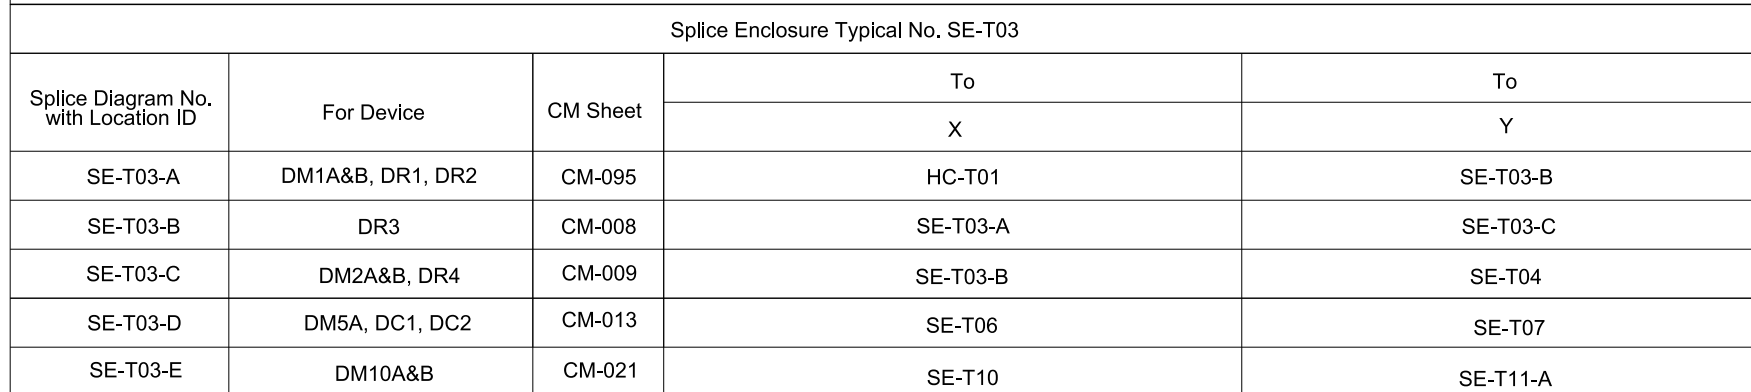 Splice Enclosure Typical No. SE-T03
Splice Diagram No.
with Location ID
For Device
CM Sheet
To
To
X
Y
SE-T03-A DM1A&B, DR1, DR2 CM-095 HC-T01 SE-T03-B
SE-T03-B DR3 CM-008 SE-T03-A SE-T03-C
SE-T03-C DM2A&B, DR4 CM-009 SE-T03-B SE-T04
SE-T03-D DM5A, DC1, DC2 CM-013 SE-T06 SE-T07
SE-T03-E DM10A&B CM-021 SE-T10 SE-T11-A